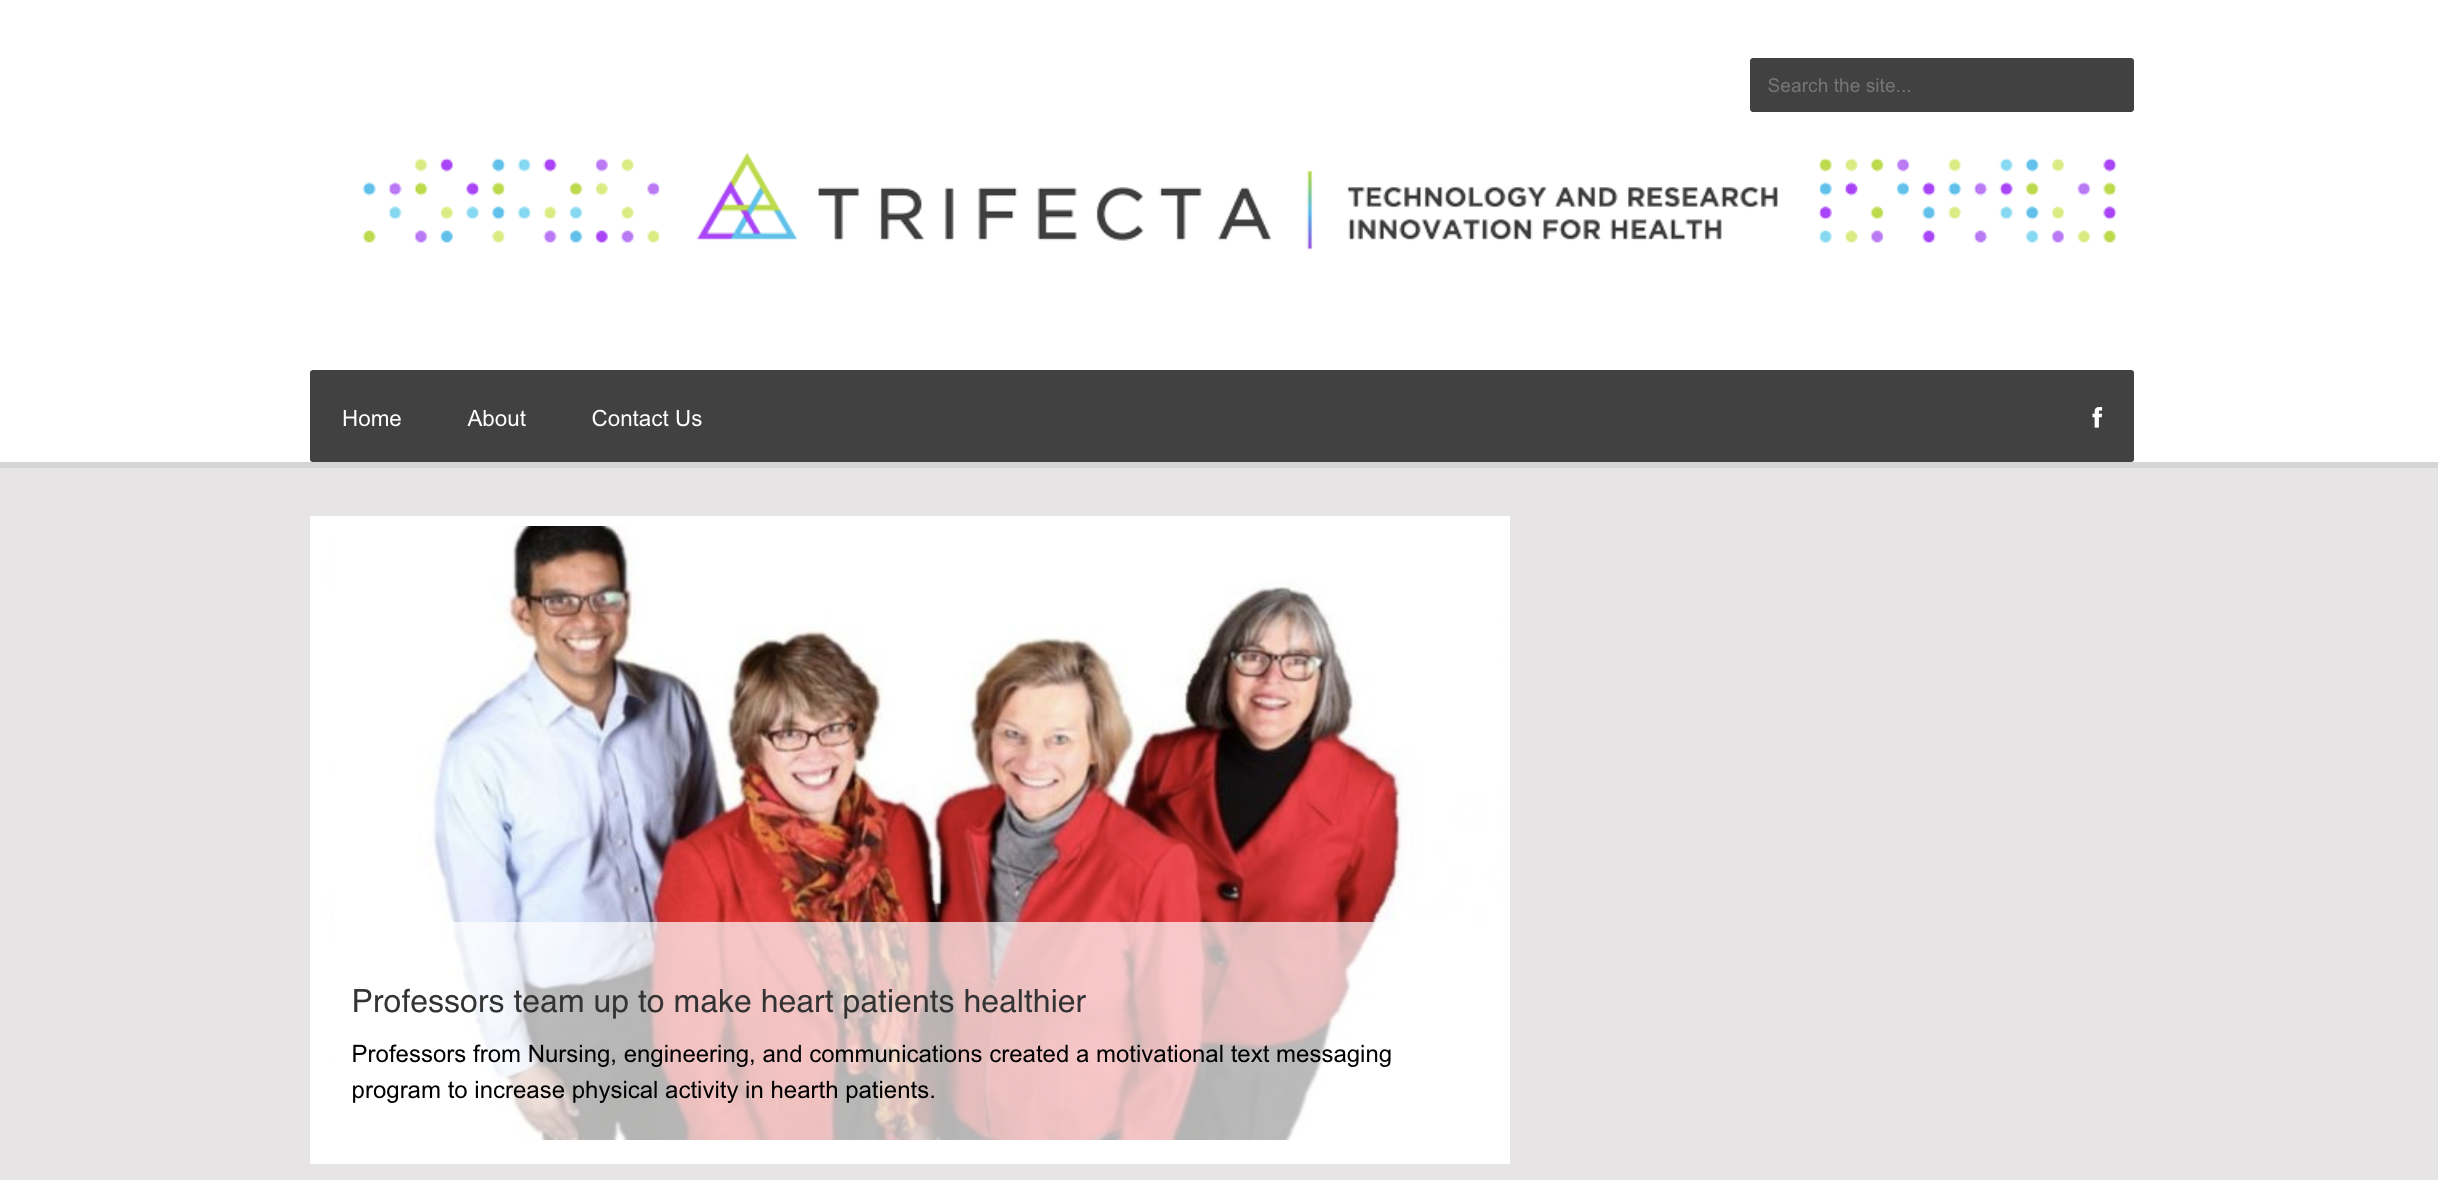 Search the site...
TRIFECTA
TECHNOLOGY AND RESEARCH
INNOVATION FOR HEALTH
Home About Contact Us f
Professors team up to make heart patients healthier
Professors from Nursing, engineering, and communications created a motivational text messaging
program to increase physical activity in hearth patients.